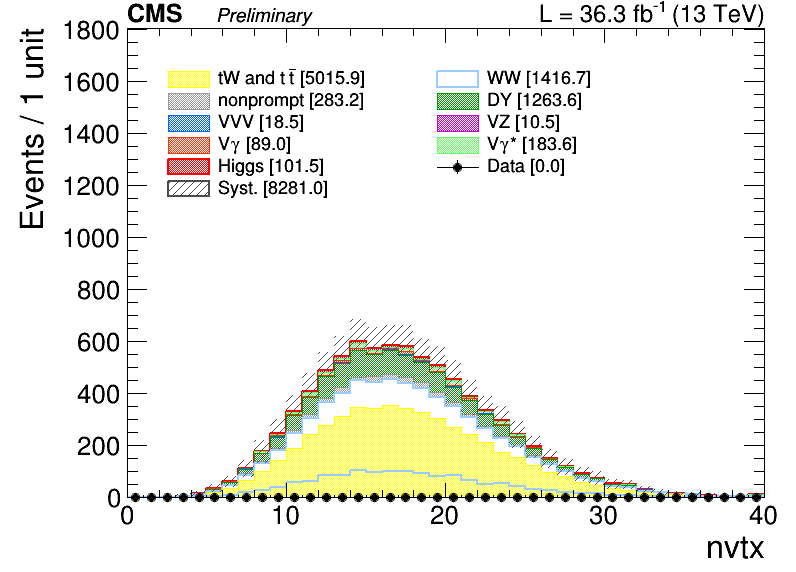 CMS Preliminary L = 36.3 fb⁻¹ (13 TeV)
Events / 1 unit
1800
1600
1400
1200
1000
800
600
400
200
0
tW and t t̄ [5015.9]
nonprompt [283.2]
VVV [18.5]
Vγ [89.0]
Higgs [101.5]
Syst. [8281.0]
WW [1416.7]
DY [1263.6]
VZ [10.5]
Vγ* [183.6]
Data [0.0]
0 10 20 30 40
nvtx